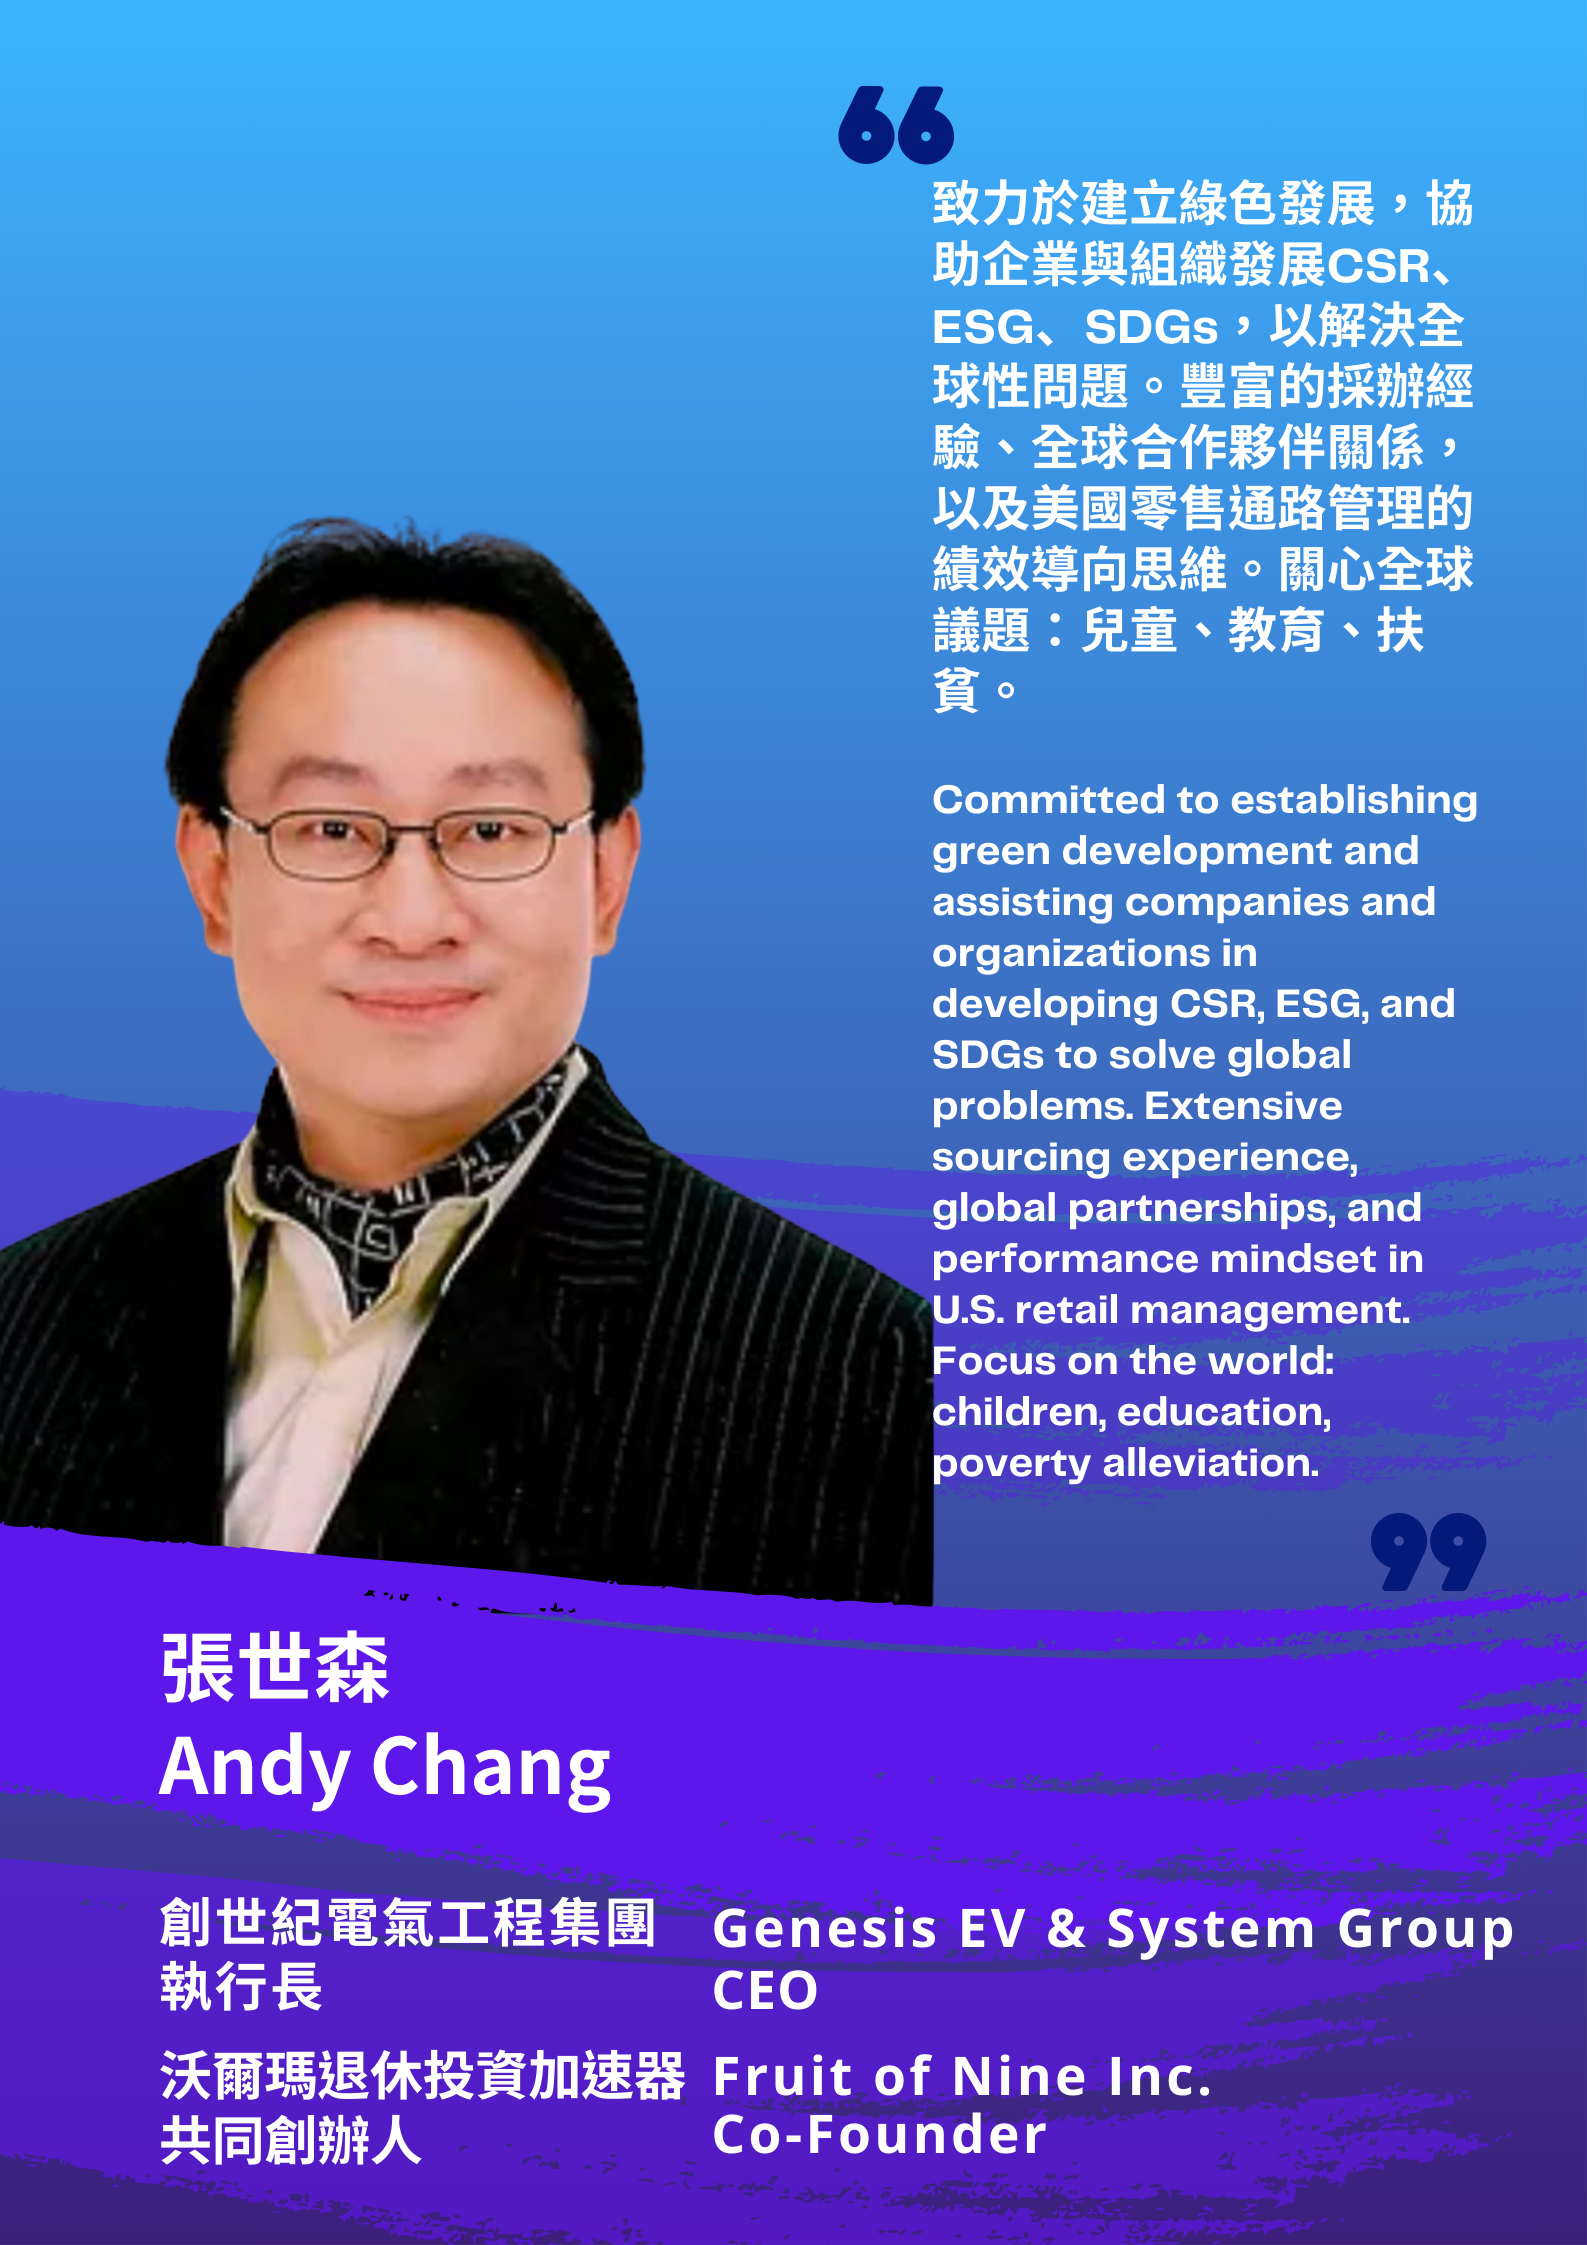 致力於建立綠色發展，協
助企業與組織發展CSR、
ESG、SDGs，以解決全
球性問題。豐富的採辦經
驗、全球合作夥伴關係，
以及美國零售通路管理的
績效導向思維。關心全球
議題：兒童、教育、扶
貧。
Committed to establishing
green development and
assisting companies and
organizations in
developing CSR, ESG, and
SDGs to solve global
problems. Extensive
sourcing experience,
global partnerships, and
performance mindset in
U.S. retail management.
Focus on the world:
children, education,
poverty alleviation.
張世森
Andy Chang
創世紀電氣工程集團
執行長
Genesis EV & System Group
CEO
沃爾瑪退休投資加速器
共同創辦人
Fruit of Nine Inc.
Co-Founder